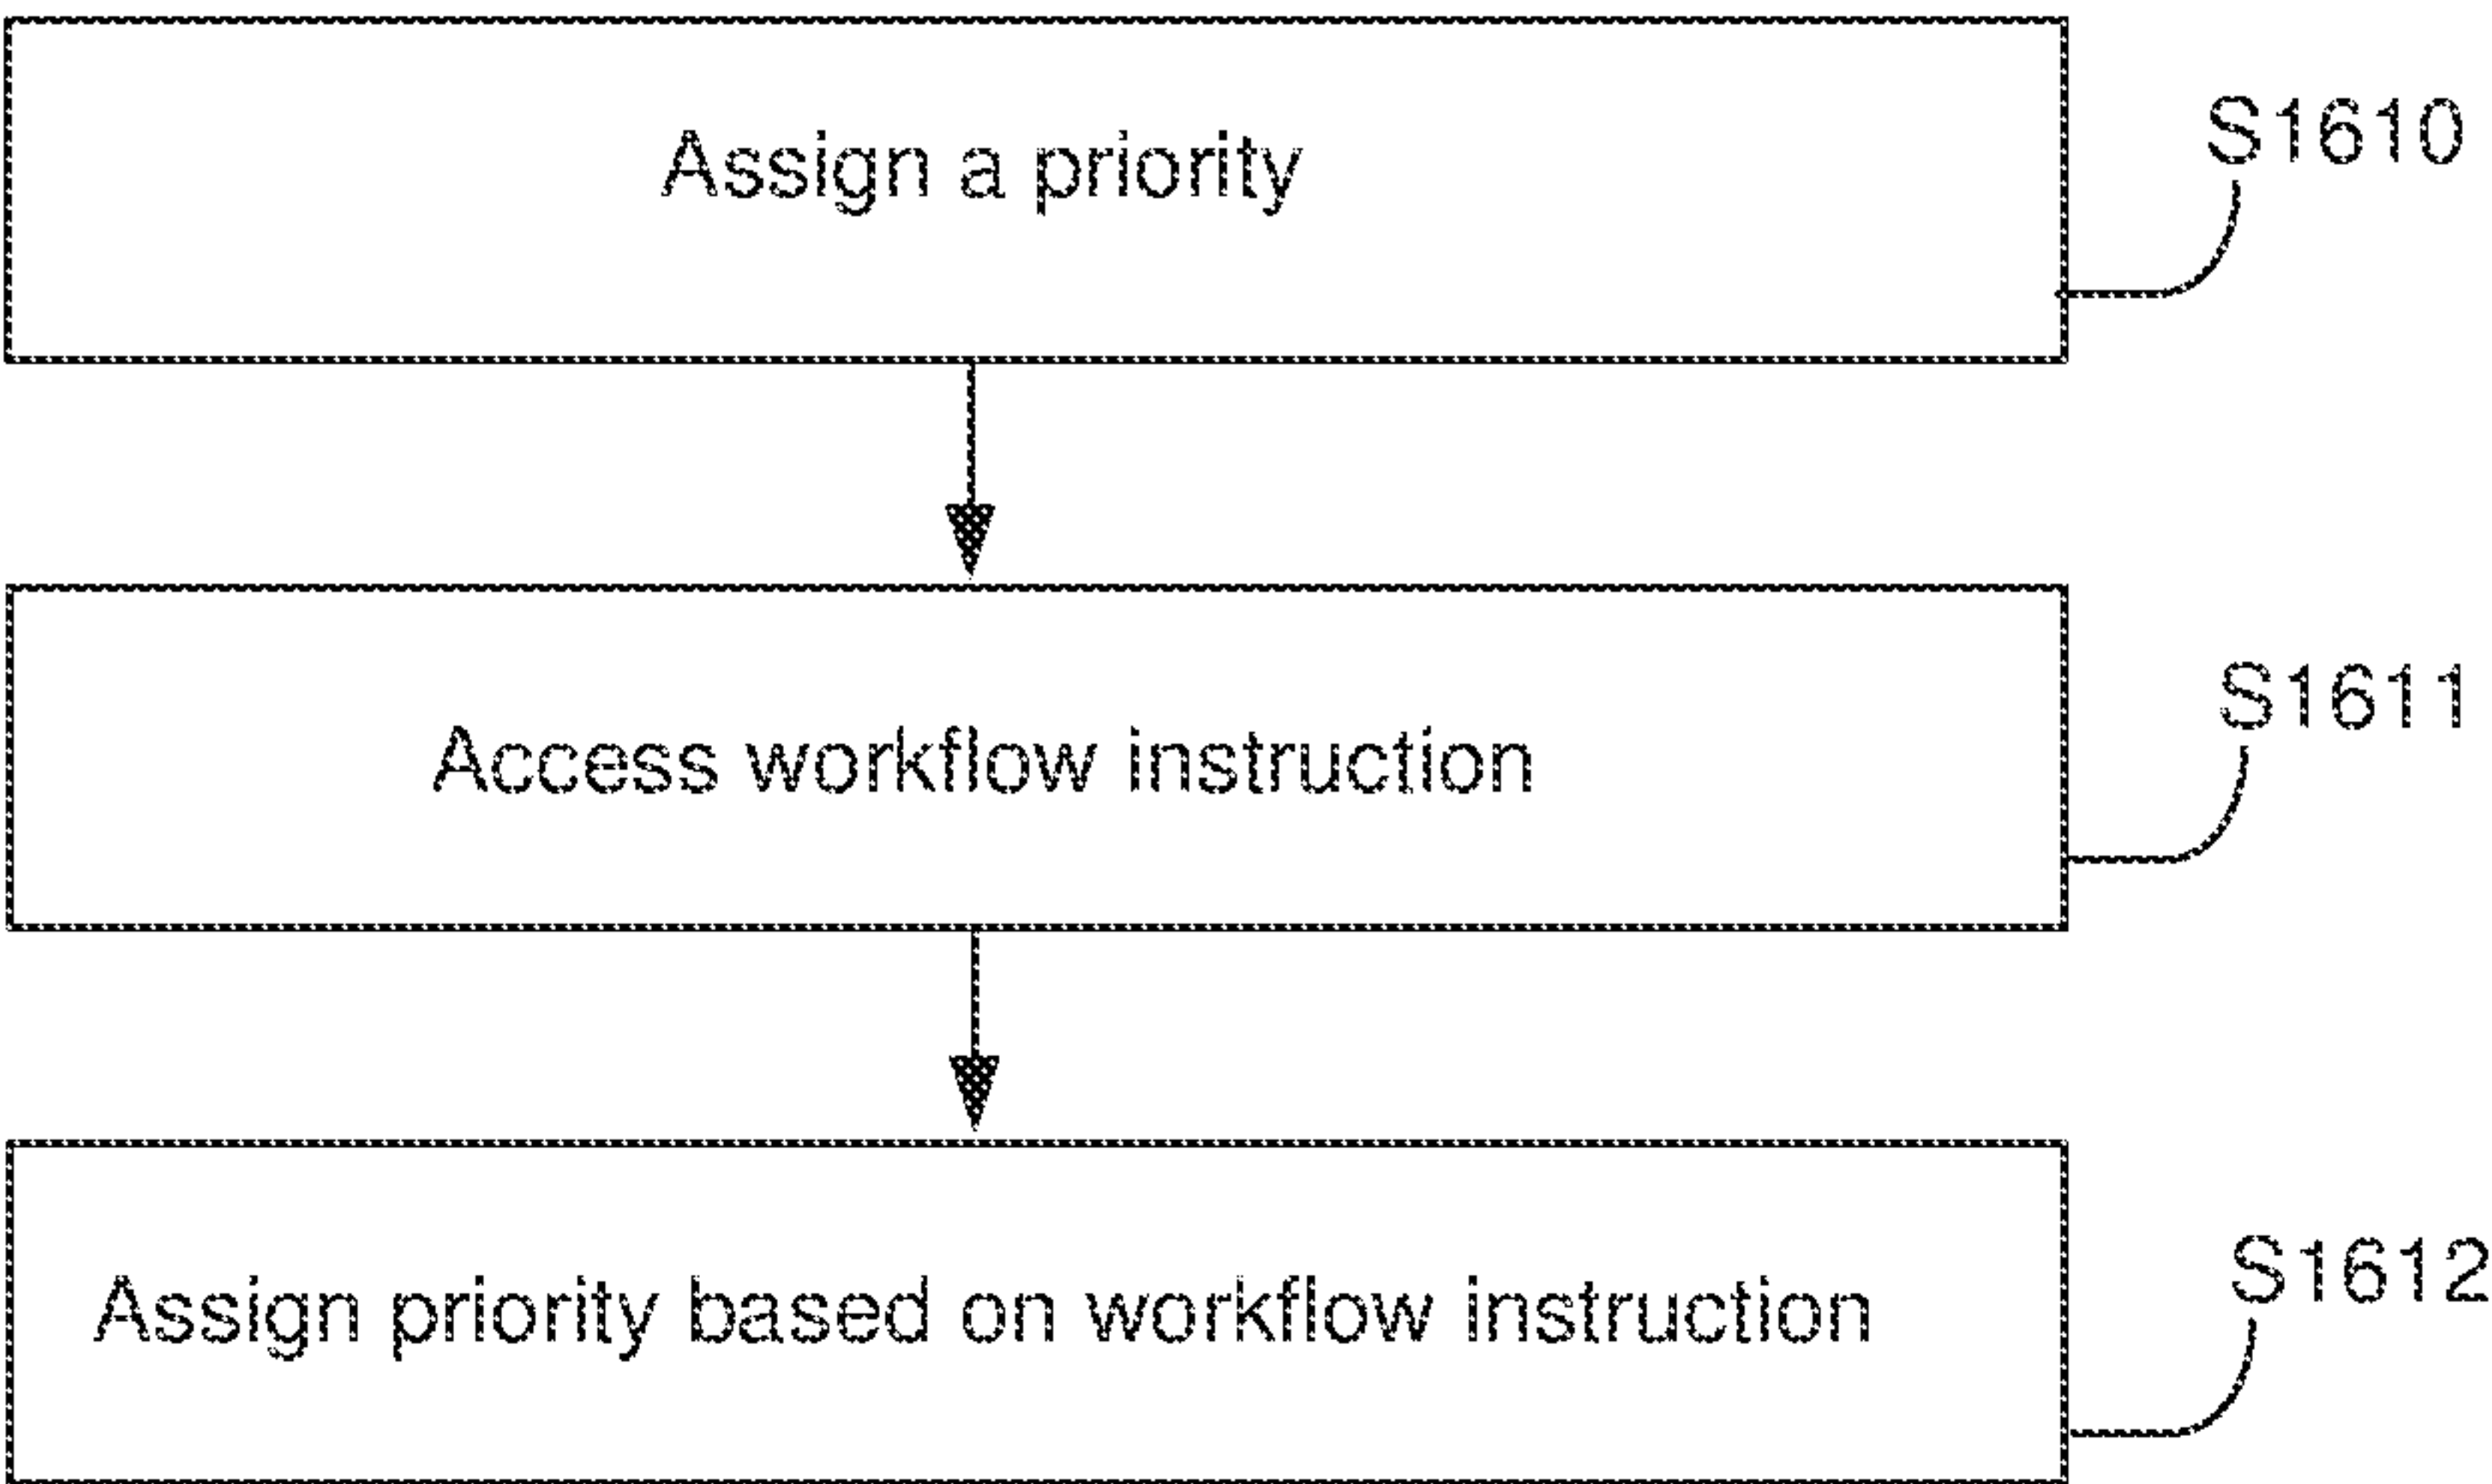 Assign a priority
S1610
Access workflow instruction
S1611
Assign priority based on workflow instruction
S1612